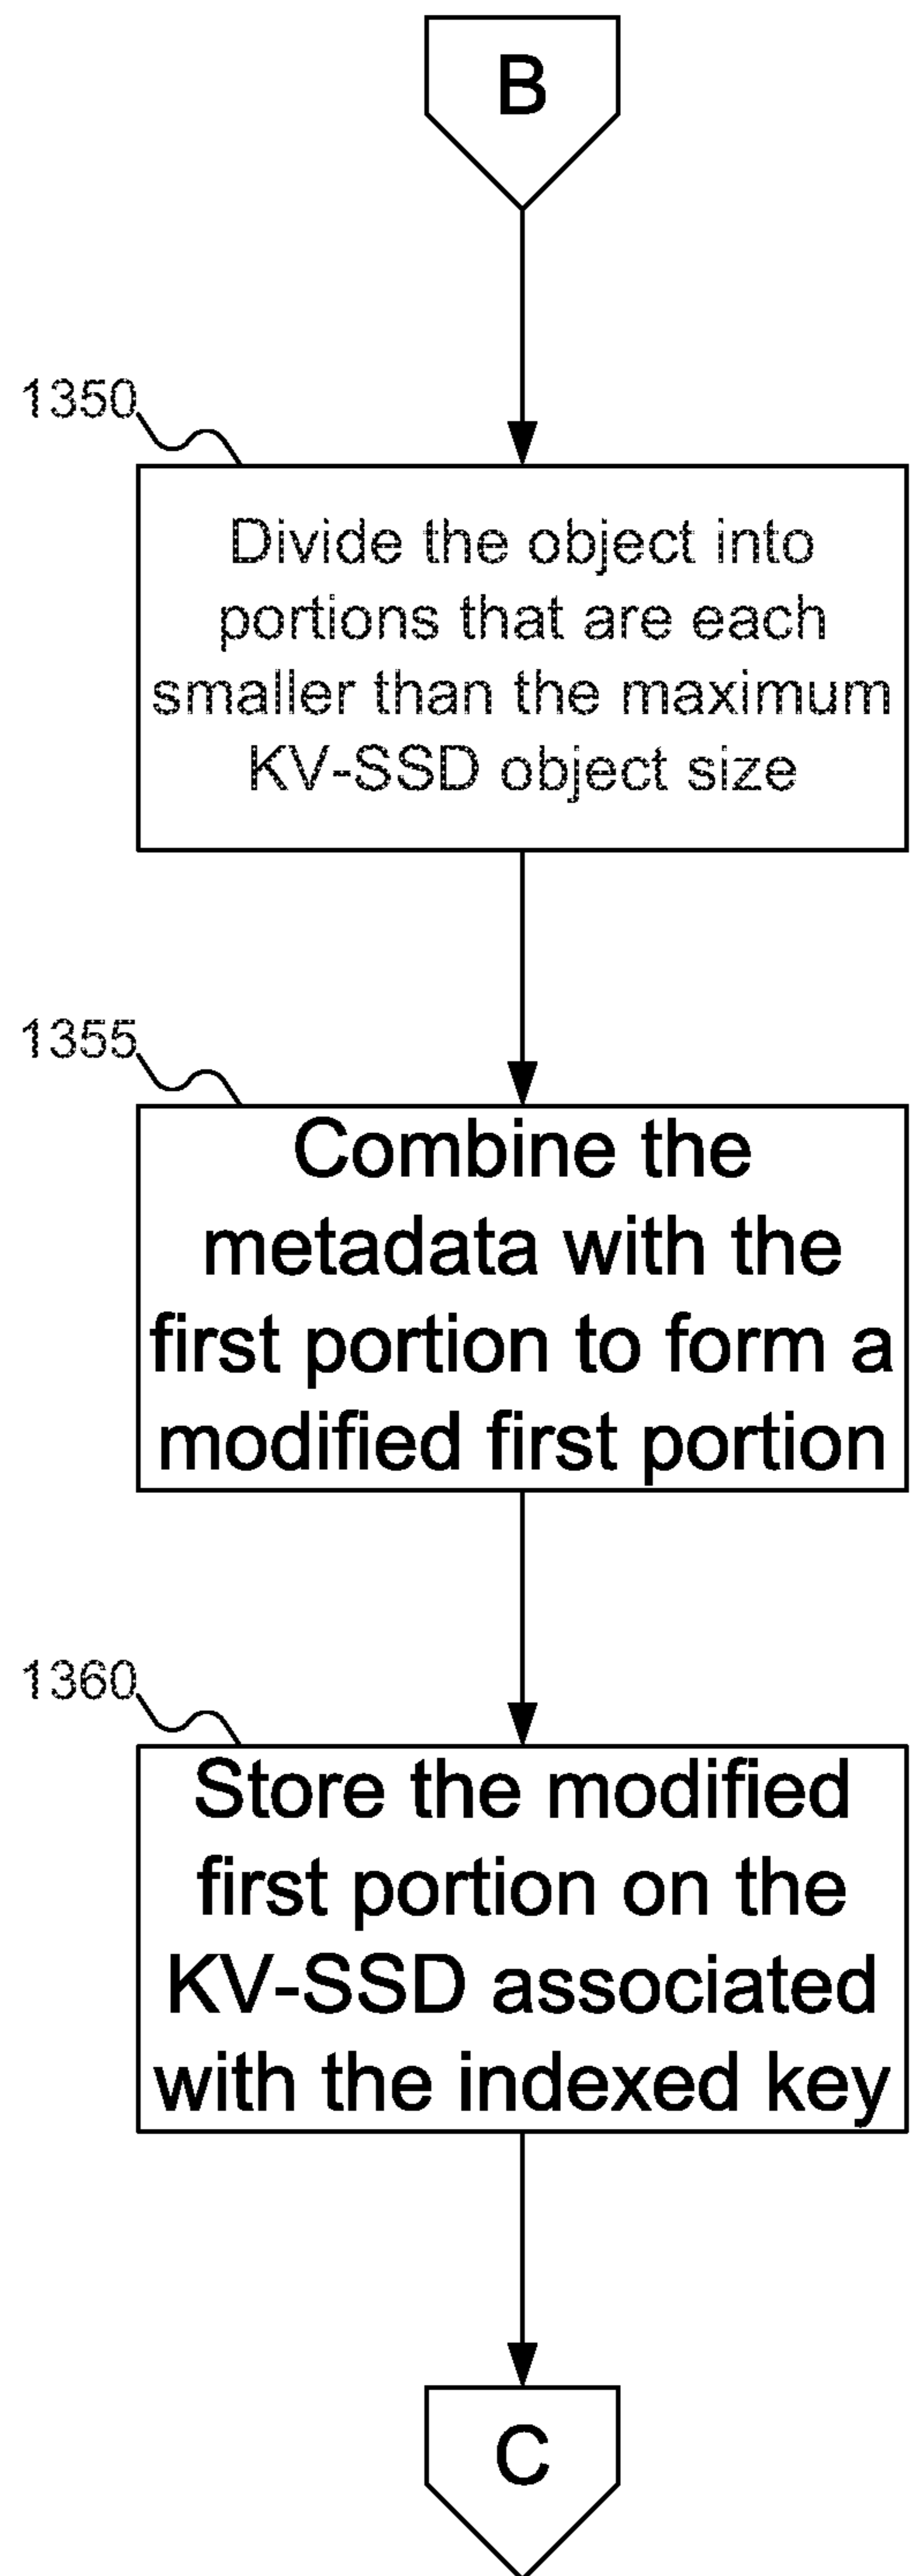 B
1350
Divide the object into
portions that are each
smaller than the maximum
KV-SSD object size
1355
Combine the
metadata with the
first portion to form a
modified first portion
1360
Store the modified
first portion on the
KV-SSD associated
with the indexed key
C